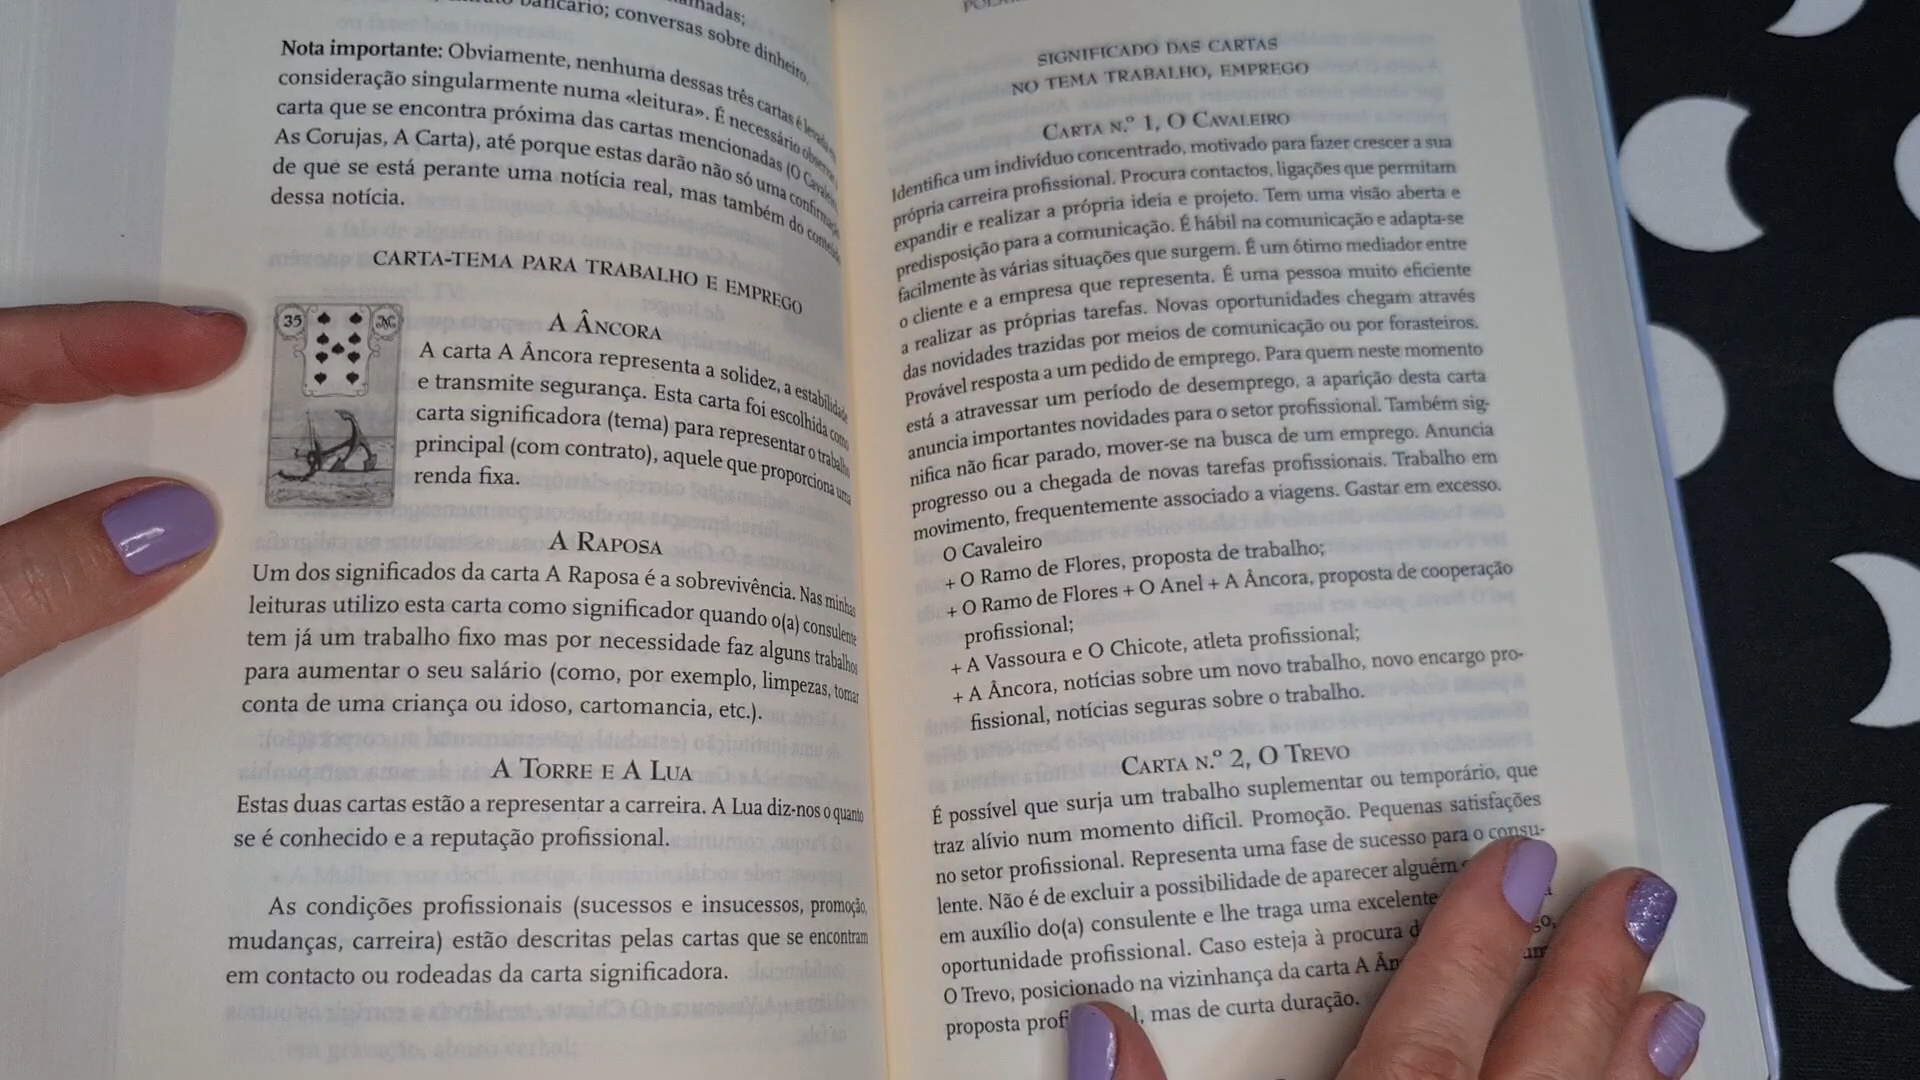 bancário; conversas sobre dinheiro.
Nota importante: Obviamente, nenhuma dessas três cartas é levada em
consideração singularmente numa «leitura». É necessário observar
carta que se encontra próxima das cartas mencionadas (O Cavaleiro,
As Corujas, A Carta), até porque estas darão não só uma confirmação
de que se está perante uma notícia real, mas também do conteúdo
dessa notícia.
CARTA-TEMA PARA TRABALHO E EMPREGO
35
A ÂNCORA
A carta A Âncora representa a solidez, a estabilidade
e transmite segurança. Esta carta foi escolhida como
carta significadora (tema) para representar o trabalho
principal (com contrato), aquele que proporciona uma
renda fixa.
A RAPOSA
Um dos significados da carta A Raposa é a sobrevivência. Nas minhas
leituras utilizo esta carta como significador quando o(a) consulente
tem já um trabalho fixo mas por necessidade faz alguns trabalhos
para aumentar o seu salário (como, por exemplo, limpezas, tomar
conta de uma criança ou idoso, cartomancia, etc.).
A TORRE E A LUA
Estas duas cartas estão a representar a carreira. A Lua diz-nos o quanto
se é conhecido e a reputação profissional.
As condições profissionais (sucessos e insucessos, promoção,
mudanças, carreira) estão descritas pelas cartas que se encontram
em contacto ou rodeadas da carta significadora.
SIGNIFICADO DAS CARTAS
NO TEMA TRABALHO, EMPREGO
CARTA N.º 1, O CAVALEIRO
Identifica um indivíduo concentrado, motivado para fazer crescer a sua
própria carreira profissional. Procura contactos, ligações que permitam
expandir e realizar a própria ideia e projeto. Tem uma visão aberta e
predisposição para a comunicação. É hábil na comunicação e adapta-se
facilmente às várias situações que surgem. É um ótimo mediador entre
o cliente e a empresa que representa. É uma pessoa muito eficiente
a realizar as próprias tarefas. Novas oportunidades chegam através
das novidades trazidas por meios de comunicação ou por forasteiros.
Provável resposta a um pedido de emprego. Para quem neste momento
está a atravessar um período de desemprego, a aparição desta carta
anuncia importantes novidades para o setor profissional. Também sig-
nifica não ficar parado, mover-se na busca de um emprego. Anuncia
progresso ou a chegada de novas tarefas profissionais. Trabalho em
movimento, frequentemente associado a viagens. Gastar em excesso.
O Cavaleiro
+ O Ramo de Flores, proposta de trabalho;
+ O Ramo de Flores + O Anel + A Âncora, proposta de cooperação
profissional;
+ A Vassoura e O Chicote, atleta profissional;
+ A Âncora, notícias sobre um novo trabalho, novo encargo pro-
fissional, notícias seguras sobre o trabalho.
CARTA N.º 2, O TREVO
É possível que surja um trabalho suplementar ou temporário, que
traz alívio num momento difícil. Promoção. Pequenas satisfações
no setor profissional. Representa uma fase de sucesso para o consu-
lente. Não é de excluir a possibilidade de aparecer alguém
em auxílio do(a) consulente e lhe traga uma excelente
oportunidade profissional. Caso esteja à procura
O Trevo, posicionado na vizinhança da carta A
proposta mas de curta duração.